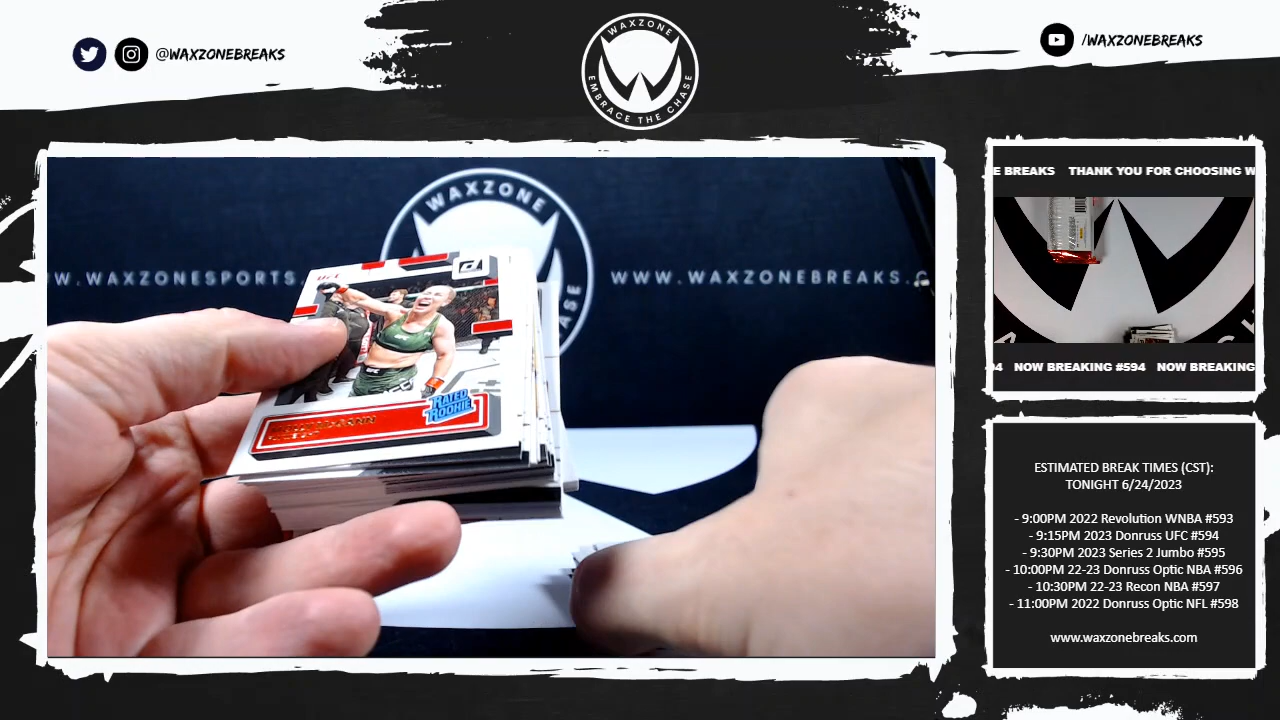 @WAXZONEBREAKS
WAXZONE
EMBRACE THE CHASE
/WAXZONEBREAKS
WAXZONE
W.WAXZONESPORTS.
WWW.WAXZONEBREAKS.C
ASE
UFC
RATED
ROOKIE
E BREAKS THANK YOU FOR CHOOSING W
94 NOW BREAKING #594 NOW BREAKING
ESTIMATED BREAK TIMES (CST):
TONIGHT 6/24/2023
- 9:00PM 2022 Revolution WNBA #593
- 9:15PM 2023 Donruss UFC #594
- 9:30PM 2023 Series 2 Jumbo #595
- 10:00PM 22-23 Donruss Optic NBA #596
- 10:30PM 22-23 Recon NBA #597
- 11:00PM 2022 Donruss Optic NFL #598
www.waxzonebreaks.com